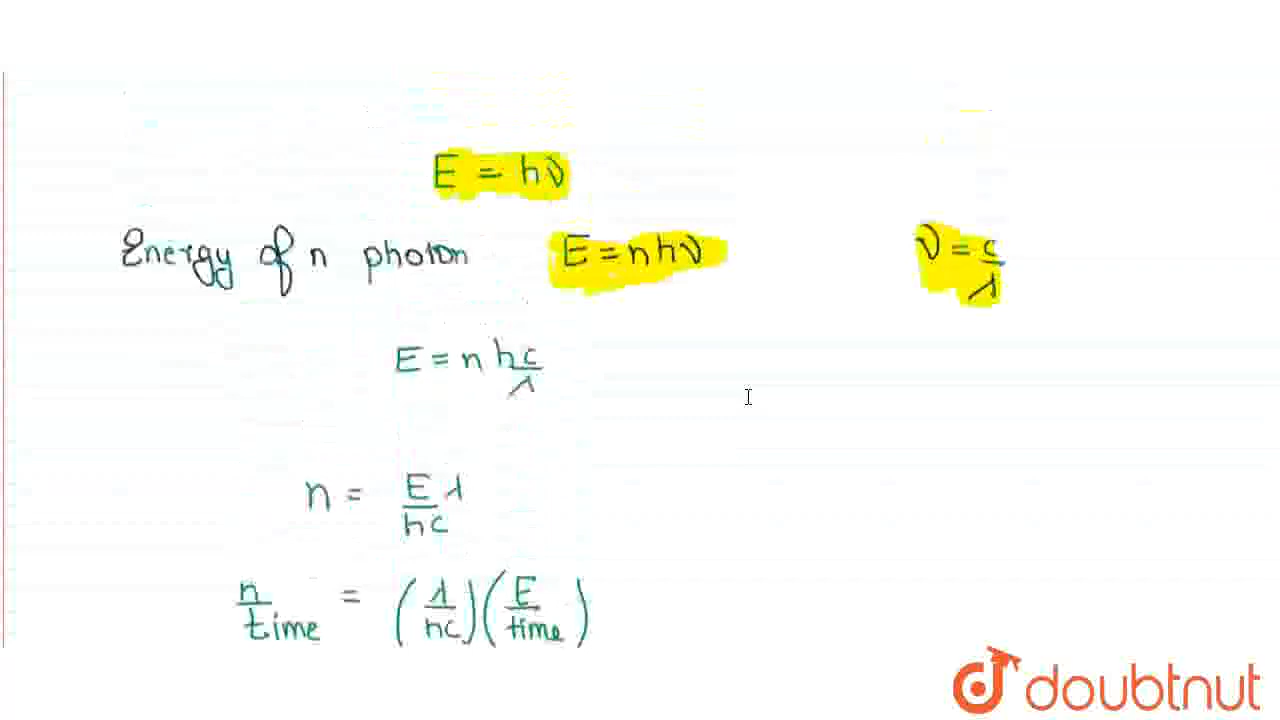 E = hν
Energy of n photon E = nhν ν = c/λ
E = n hc/λ
n = Eλ/hc
n/time = (λ/hc)(E/time)
doubtnut